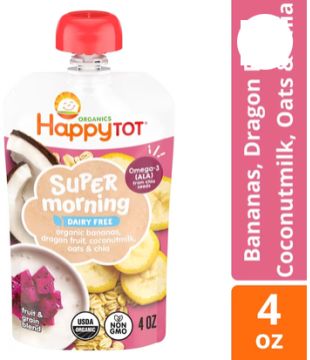 ORGANICS
HappyTOT®
Omega-3
(ALA)
from chia
seeds
SUPER
morning
DAIRY FREE
organic bananas,
dragon fruit, coconutmilk,
oats & chia
fruit &
grain
blend
USDA
ORGANIC
NON
GMO
4 OZ
Bananas, Dragon
Coconutmilk, Oats &
4
oz